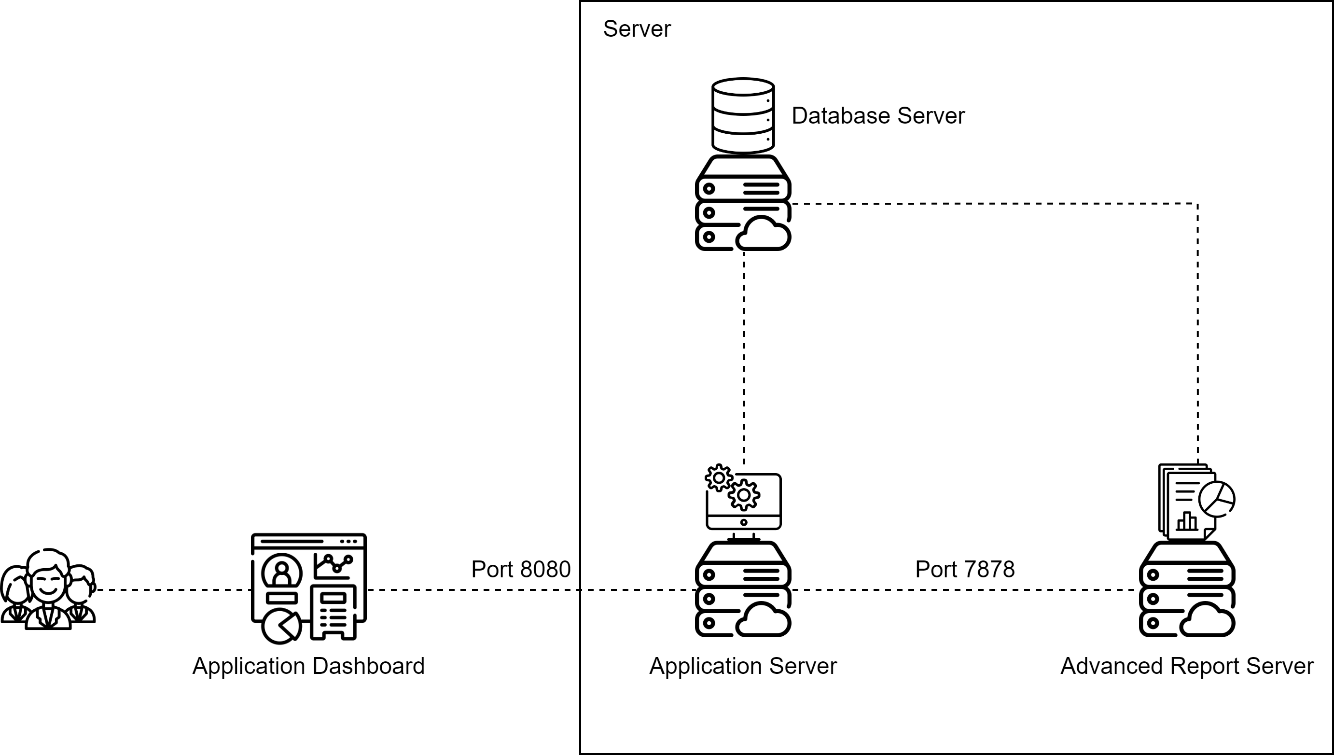 Server
Database Server
Port 8080
Port 7878
Application Dashboard
Application Server
Advanced Report Server